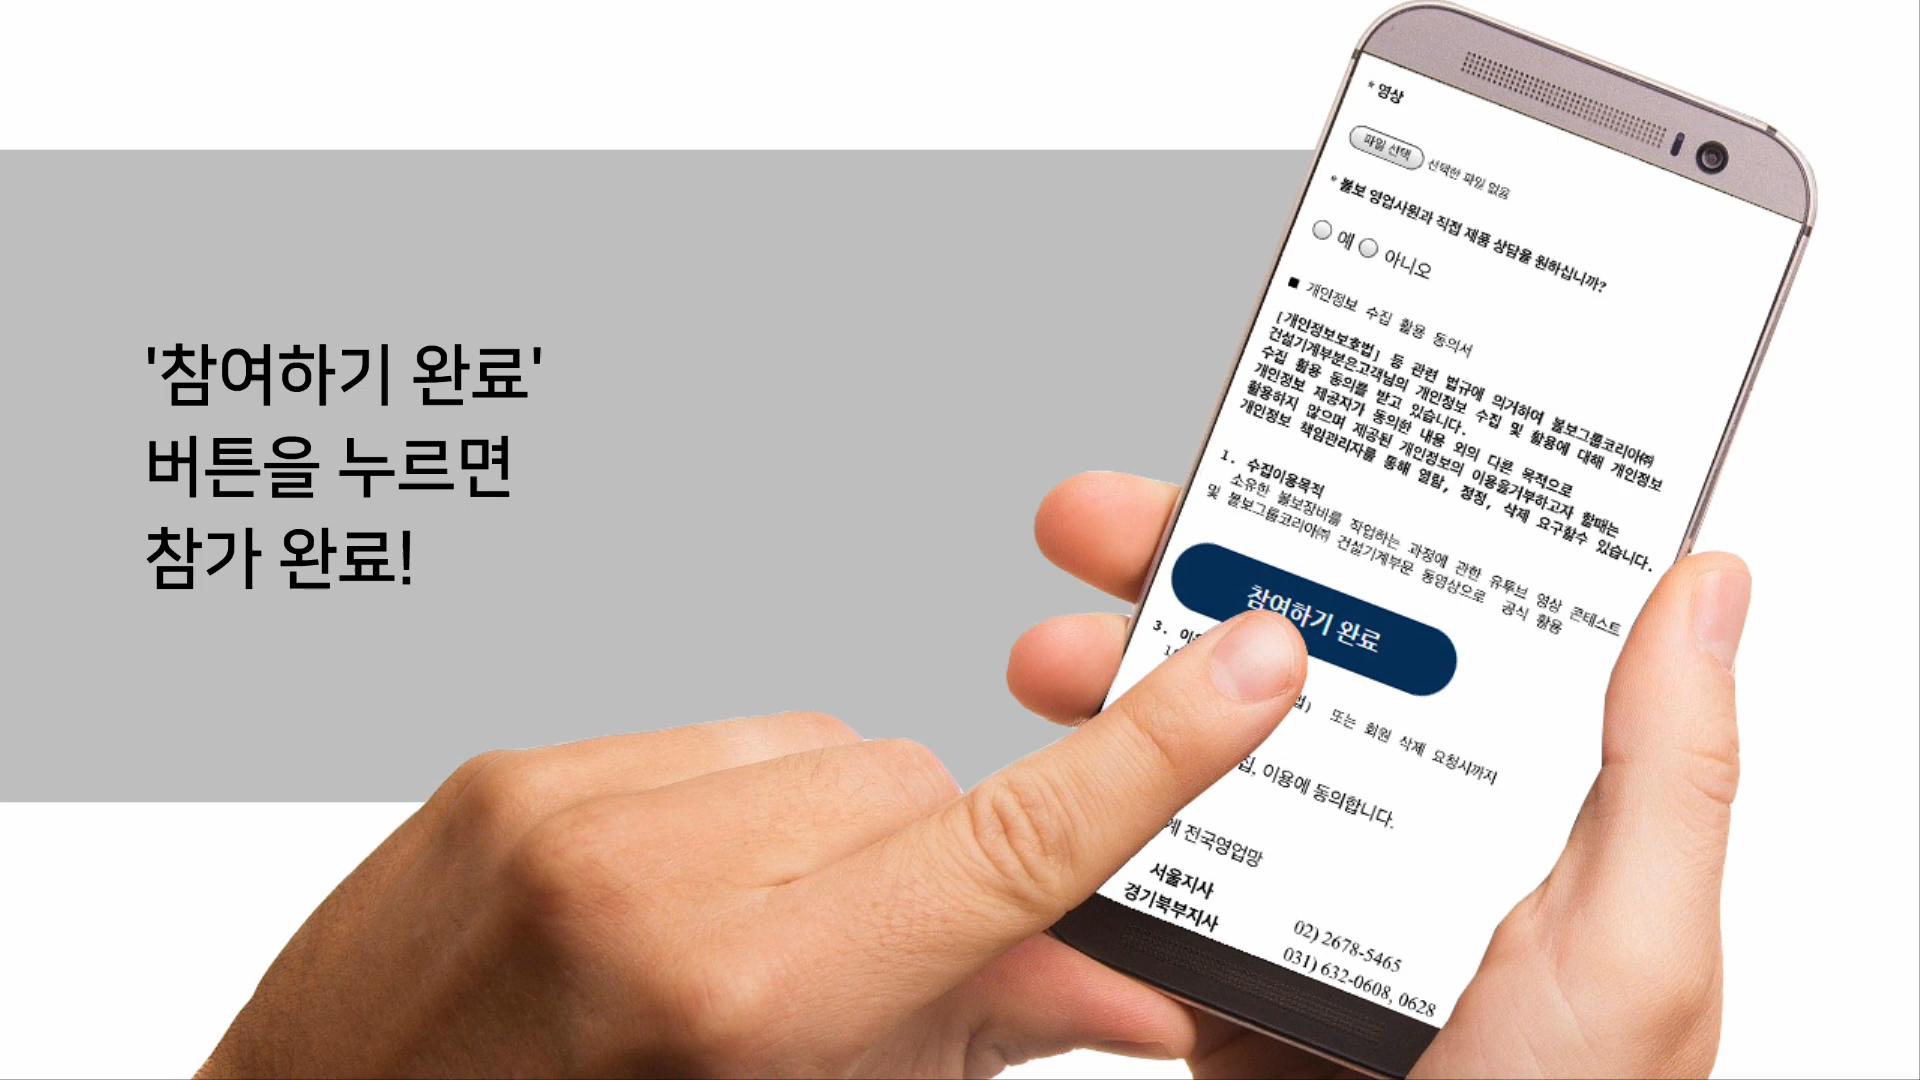 '참여하기 완료'
버튼을 누르면
참가 완료!
* 영상
파일 선택 선택한 파일 없음
* 볼보 영업사원과 직접 제품 상담을 원하십니까?
예 아니오
■ 개인정보 수집 활용 동의서
[개인정보보호법] 등 관련 법규에 의거하여 볼보그룹코리아㈜
건설기계부분은고객님의 개인정보 수집 및 활용에 대해 개인정보
수집 활용 동의를 받고 있습니다.
개인정보 제공자가 동의한 내용 외의 다른 목적으로
활용하지 않으며 제공된 개인정보의 이용을거부하고자 할때는
개인정보 책임관리자를 통해 열람, 정정, 삭제 요구할수 있습니다.
1. 수집이용목적
소유한 볼보장비를 작업하는 과정에 관한 유튜브 영상 콘테스트
및 볼보그룹코리아㈜ 건설기계부문 동영상으로 공식 활용
참여하기 완료
3.
또는 회원 삭제 요청시까지
이용에 동의합니다.
전국영업망
서울지사 02) 2678-5465
경기북부지사 031) 632-0608, 0628